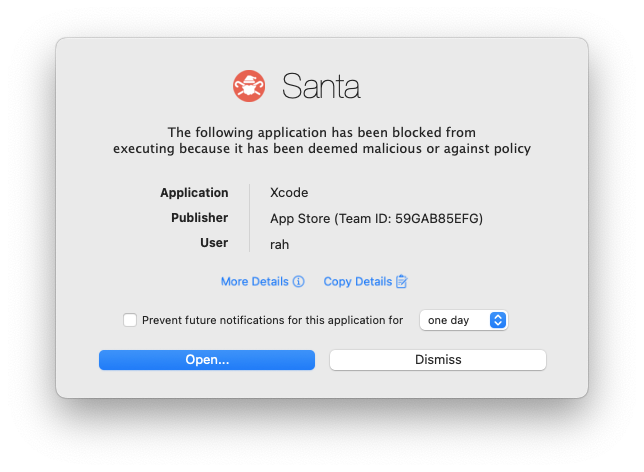 Santa
The following application has been blocked from
executing because it has been deemed malicious or against policy
Application Xcode
Publisher App Store (Team ID: 59GAB85EFG)
User rah
More Details Copy Details
Prevent future notifications for this application for one day
Open... Dismiss